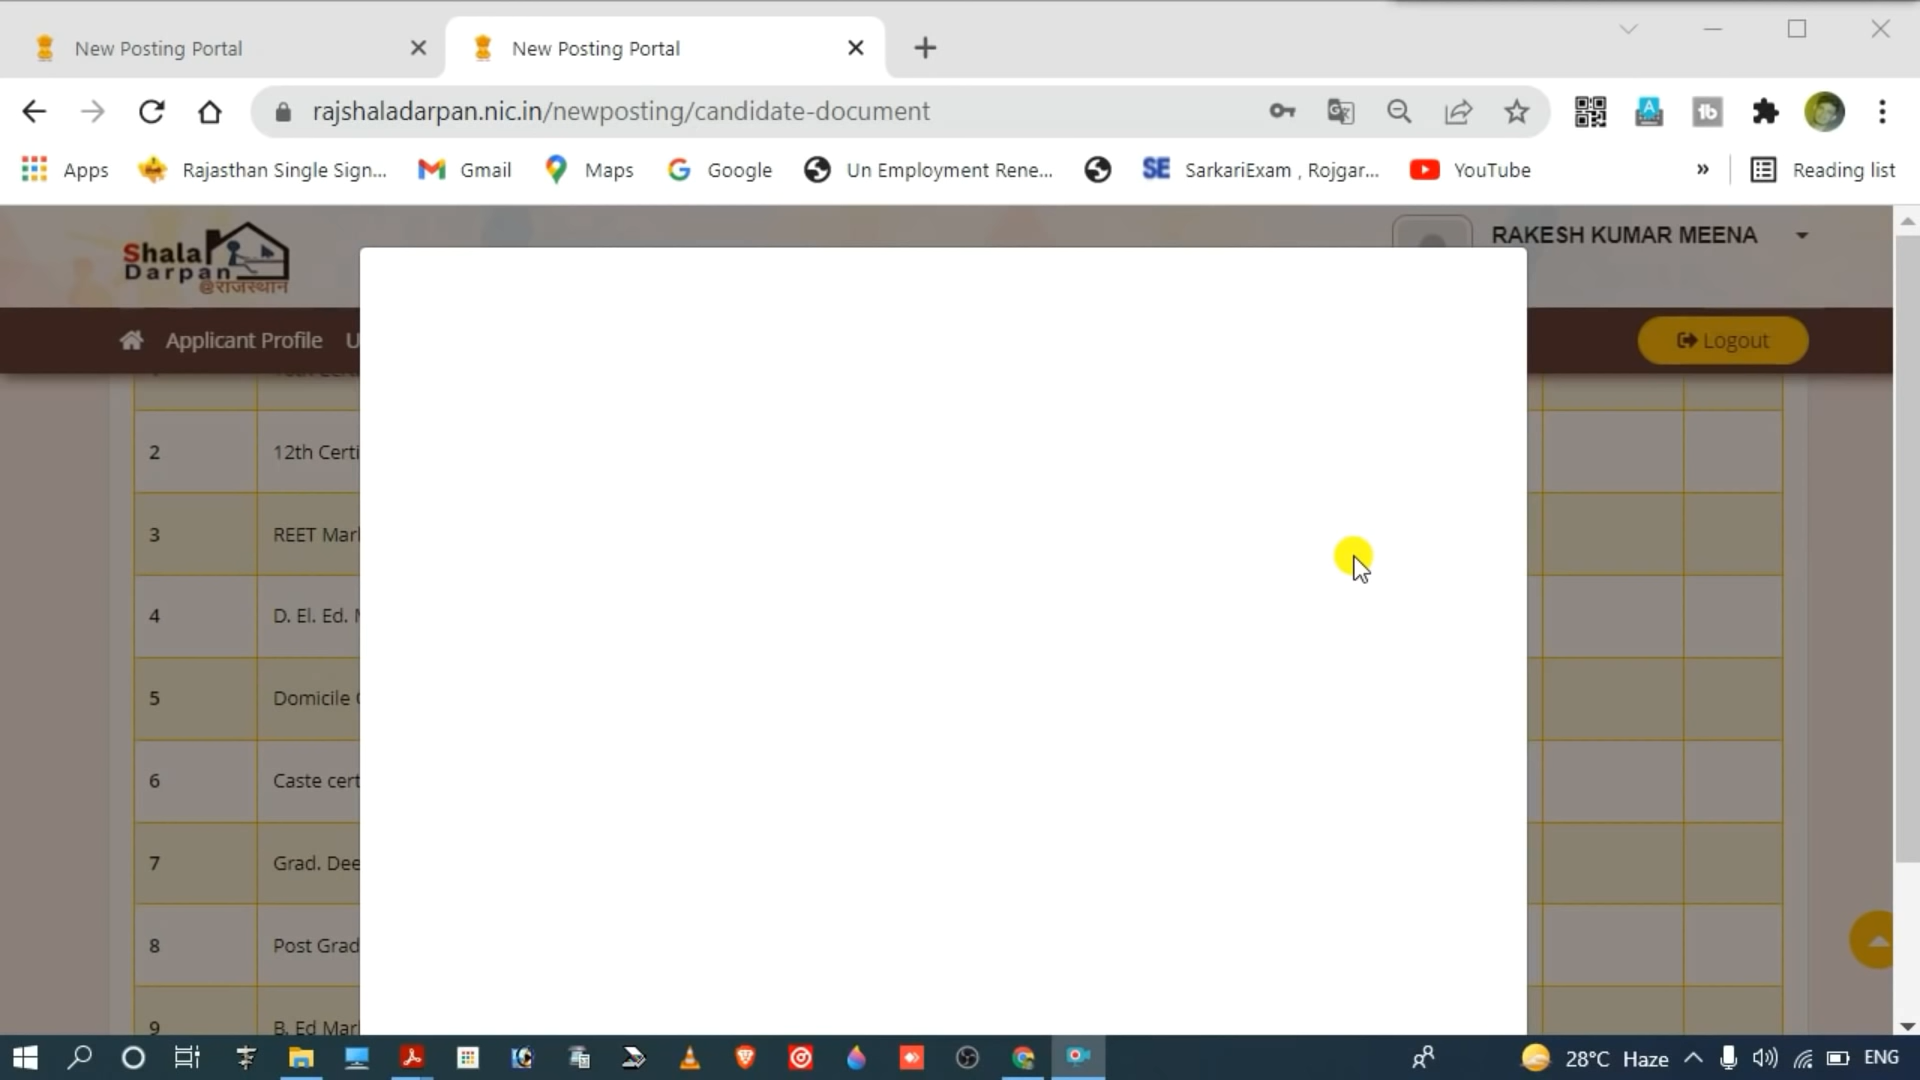 New Posting Portal
New Posting Portal
rajshaladarpan.nic.in/newposting/candidate-document
Apps
Rajasthan Single Sign...
Gmail
Maps
Google
Un Employment Rene...
SE SarkariExam , Rojgar...
YouTube
»
Reading list
Shala
Darpan
@राजस्थान
RAKESH KUMAR MEENA
Applicant Profile
U
Logout
2 12th Certi
3 REET Mar
4 D. El. Ed.
5 Domicile
6 Caste cert
7 Grad. Dee
8 Post Grad
9 B. Ed Mar
28°C Haze
ENG